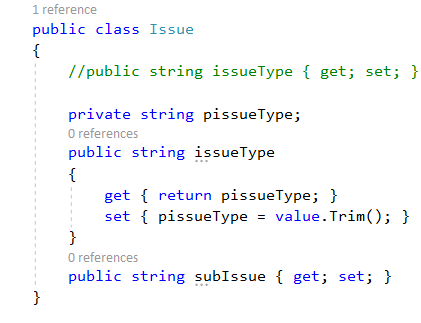 1 reference
public class Issue
{
//public string issueType { get; set; }
private string pissueType;
0 references
public string issueType
{
get { return pissueType; }
set { pissueType = value.Trim(); }
}
0 references
public string subIssue { get; set; }
}